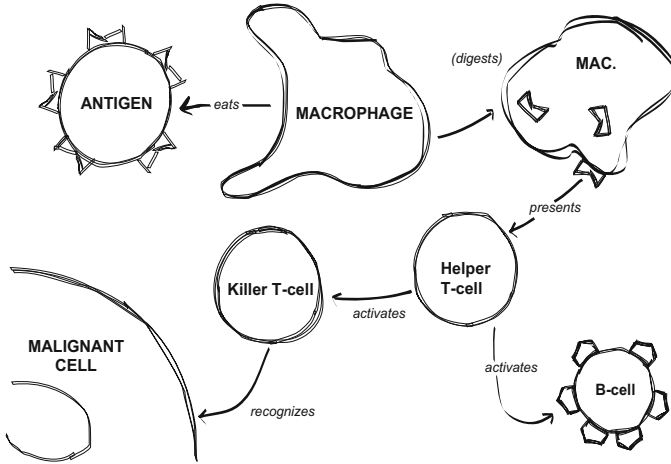 ANTIGEN
eats
MACROPHAGE
(digests)
MAC.
presents
Killer T-cell
activates
Helper
T-cell
activates
MALIGNANT
CELL
recognizes
B-cell